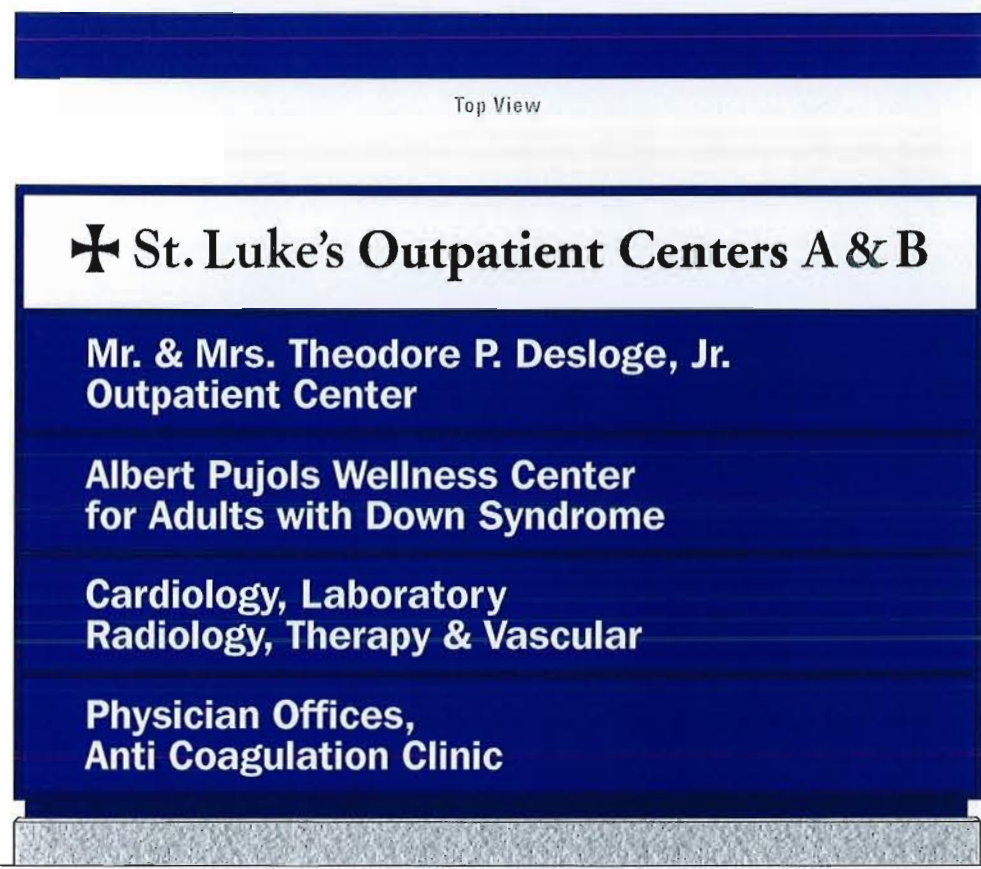 Top View
St. Luke's Outpatient Centers A & B
Mr. & Mrs. Theodore P. Desloge, Jr.
Outpatient Center
Albert Pujols Wellness Center
for Adults with Down Syndrome
Cardiology, Laboratory
Radiology, Therapy & Vascular
Physician Offices,
Anti Coagulation Clinic